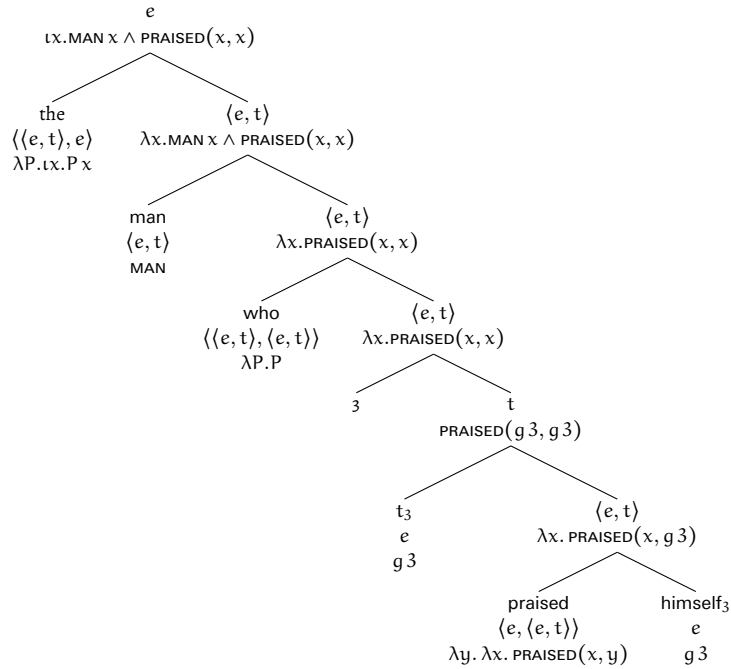 e
ιx.MAN x ∧ PRAISED(x, x)
the ⟨e, t⟩
⟨⟨e, t⟩, e⟩ λx.MAN x ∧ PRAISED(x, x)
λP.ιx.P x
man ⟨e, t⟩
⟨e, t⟩ λx.PRAISED(x, x)
MAN
who ⟨e, t⟩
⟨⟨e, t⟩, ⟨e, t⟩⟩ λx.PRAISED(x, x)
λP.P
3 t
PRAISED(g 3, g 3)
t₃ ⟨e, t⟩
e λx. PRAISED(x, g 3)
g 3
praised himself₃
⟨e, ⟨e, t⟩⟩ e
λy. λx. PRAISED(x, y) g 3